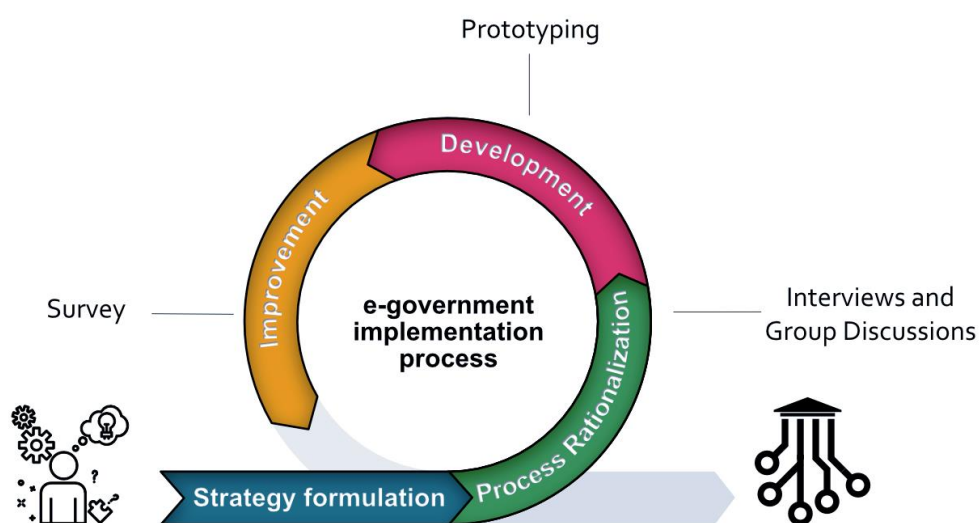 Prototyping
Development
Improvement
Survey
e-government
implementation
process
Interviews and
Group Discussions
Process Rationalization
Strategy formulation
?